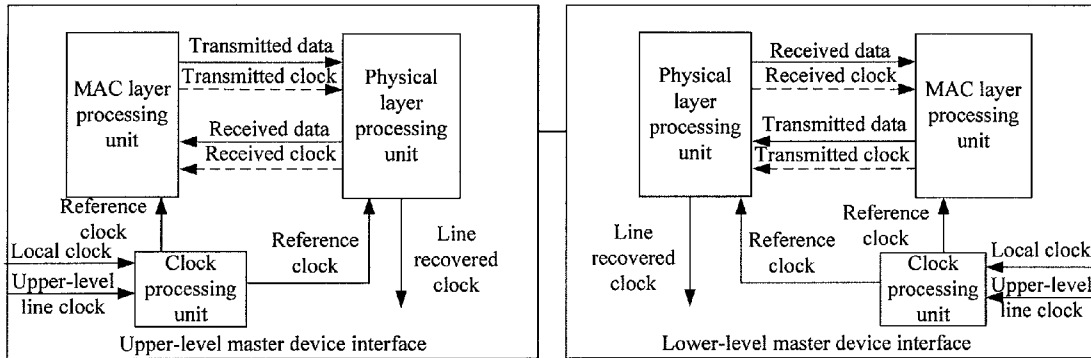 MAC layer
processing
unit
Transmitted data
Transmitted clock
Received data
Received clock
Physical
layer
processing
unit
Reference
clock
Local clock
Upper-level
line clock
Clock
processing
unit
Reference
clock
Line
recovered
clock
Upper-level master device interface
Physical
layer
processing
unit
Received data
Received clock
Transmitted data
Transmitted clock
MAC layer
processing
unit
Line
recovered
clock
Reference
clock
Reference
clock
Clock
processing
unit
Local clock
Upper-level
line clock
Lower-level master device interface